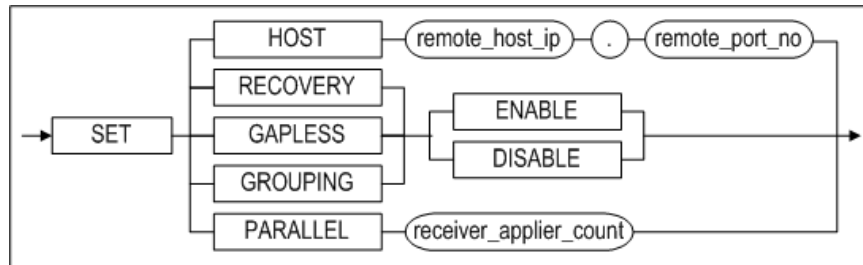 HOST remote_host_ip . remote_port_no
RECOVERY
ENABLE
SET GAPLESS
DISABLE
GROUPING
PARALLEL receiver_applier_count